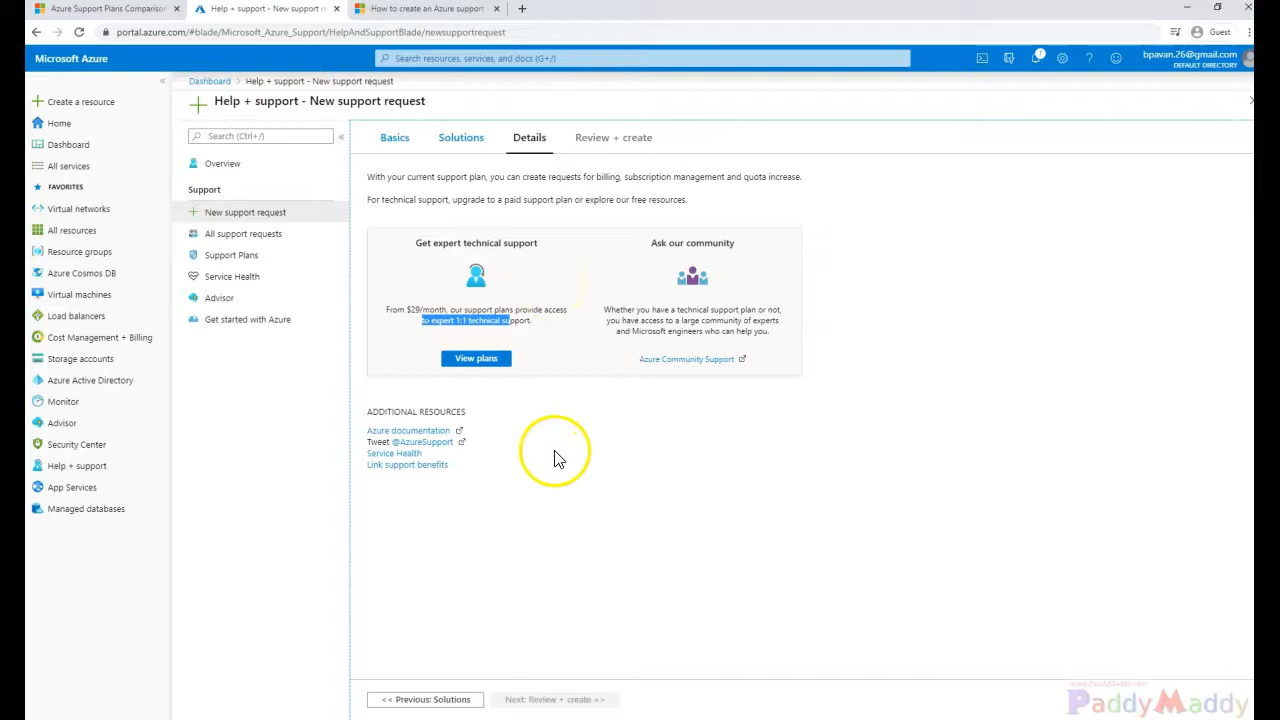 Azure Support Plans Comparison
Help + support - New support re
How to create an Azure support
portal.azure.com/#blade/Microsoft_Azure_Support/HelpAndSupportBlade/newsupportrequest
Guest
Microsoft Azure
Search resources, services, and docs (G+/)
1
bpavan.26@gmail.com
DEFAULT DIRECTORY
Dashboard > Help + support - New support request
Help + support - New support request
Create a resource
Home
Dashboard
All services
FAVORITES
Virtual networks
All resources
Resource groups
Azure Cosmos DB
Virtual machines
Load balancers
Cost Management + Billing
Storage accounts
Azure Active Directory
Monitor
Advisor
Security Center
Help + support
App Services
Managed databases
Search (Ctrl+/)
Overview
Support
New support request
All support requests
Support Plans
Service Health
Advisor
Get started with Azure
Basics Solutions Details Review + create
With your current support plan, you can create requests for billing, subscription management and quota increase.
For technical support, upgrade to a paid support plan or explore our free resources.
Get expert technical support
From $29/month, our support plans provide access
to expert 1:1 technical support.
View plans
Ask our community
Whether you have a technical support plan or not,
you have access to a large community of experts
and Microsoft engineers who can help you.
Azure Community Support
ADDITIONAL RESOURCES
Azure documentation
Tweet @AzureSupport
Service Health
Link support benefits
<< Previous: Solutions
Next: Review + create >>
PaddyMaddy